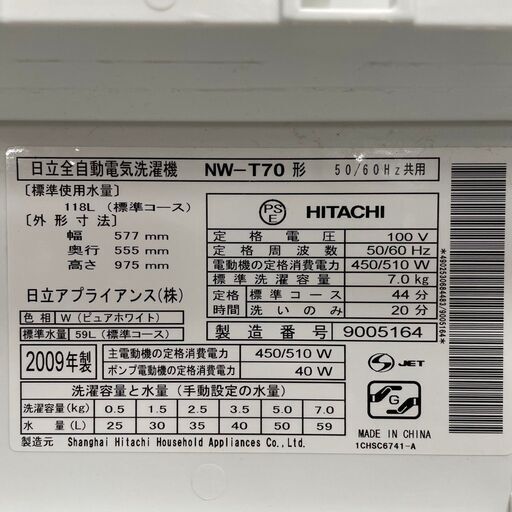 日立全自動電気洗濯機 NW-T70 形 50/60Hz共用
〔標準使用水量〕
118L (標準コース)
〔外形寸法〕
幅 577 mm
奥行 555 mm
高さ 975 mm
日立アプライアンス(株)
色相 W (ピュアホワイト)
標準水量 59L (標準コース)
PS
E
HITACHI
定格電圧 100 V
定格周波数 50/60 Hz
電動機の定格消費電力 450/510 W
標準洗濯容量 7.0kg
定格時間 標準コース 44分
洗いのみ 20分
製造番号 9005164
2009年製
主電動機の定格消費電力 450/510 W
ポンプ電動機の定格消費電力 40 W
洗濯容量と水量 (手動設定の水量)
洗濯容量(kg) 0.5 1.5 2.5 3.5 5.0 7.0
水量(L) 25 30 35 40 50 59
製造元 Shanghai Hitachi Household Appliances Co.,Ltd.
S JET
G
MADE IN CHINA
1CHSC6741-A
*4902530684483/9005164*